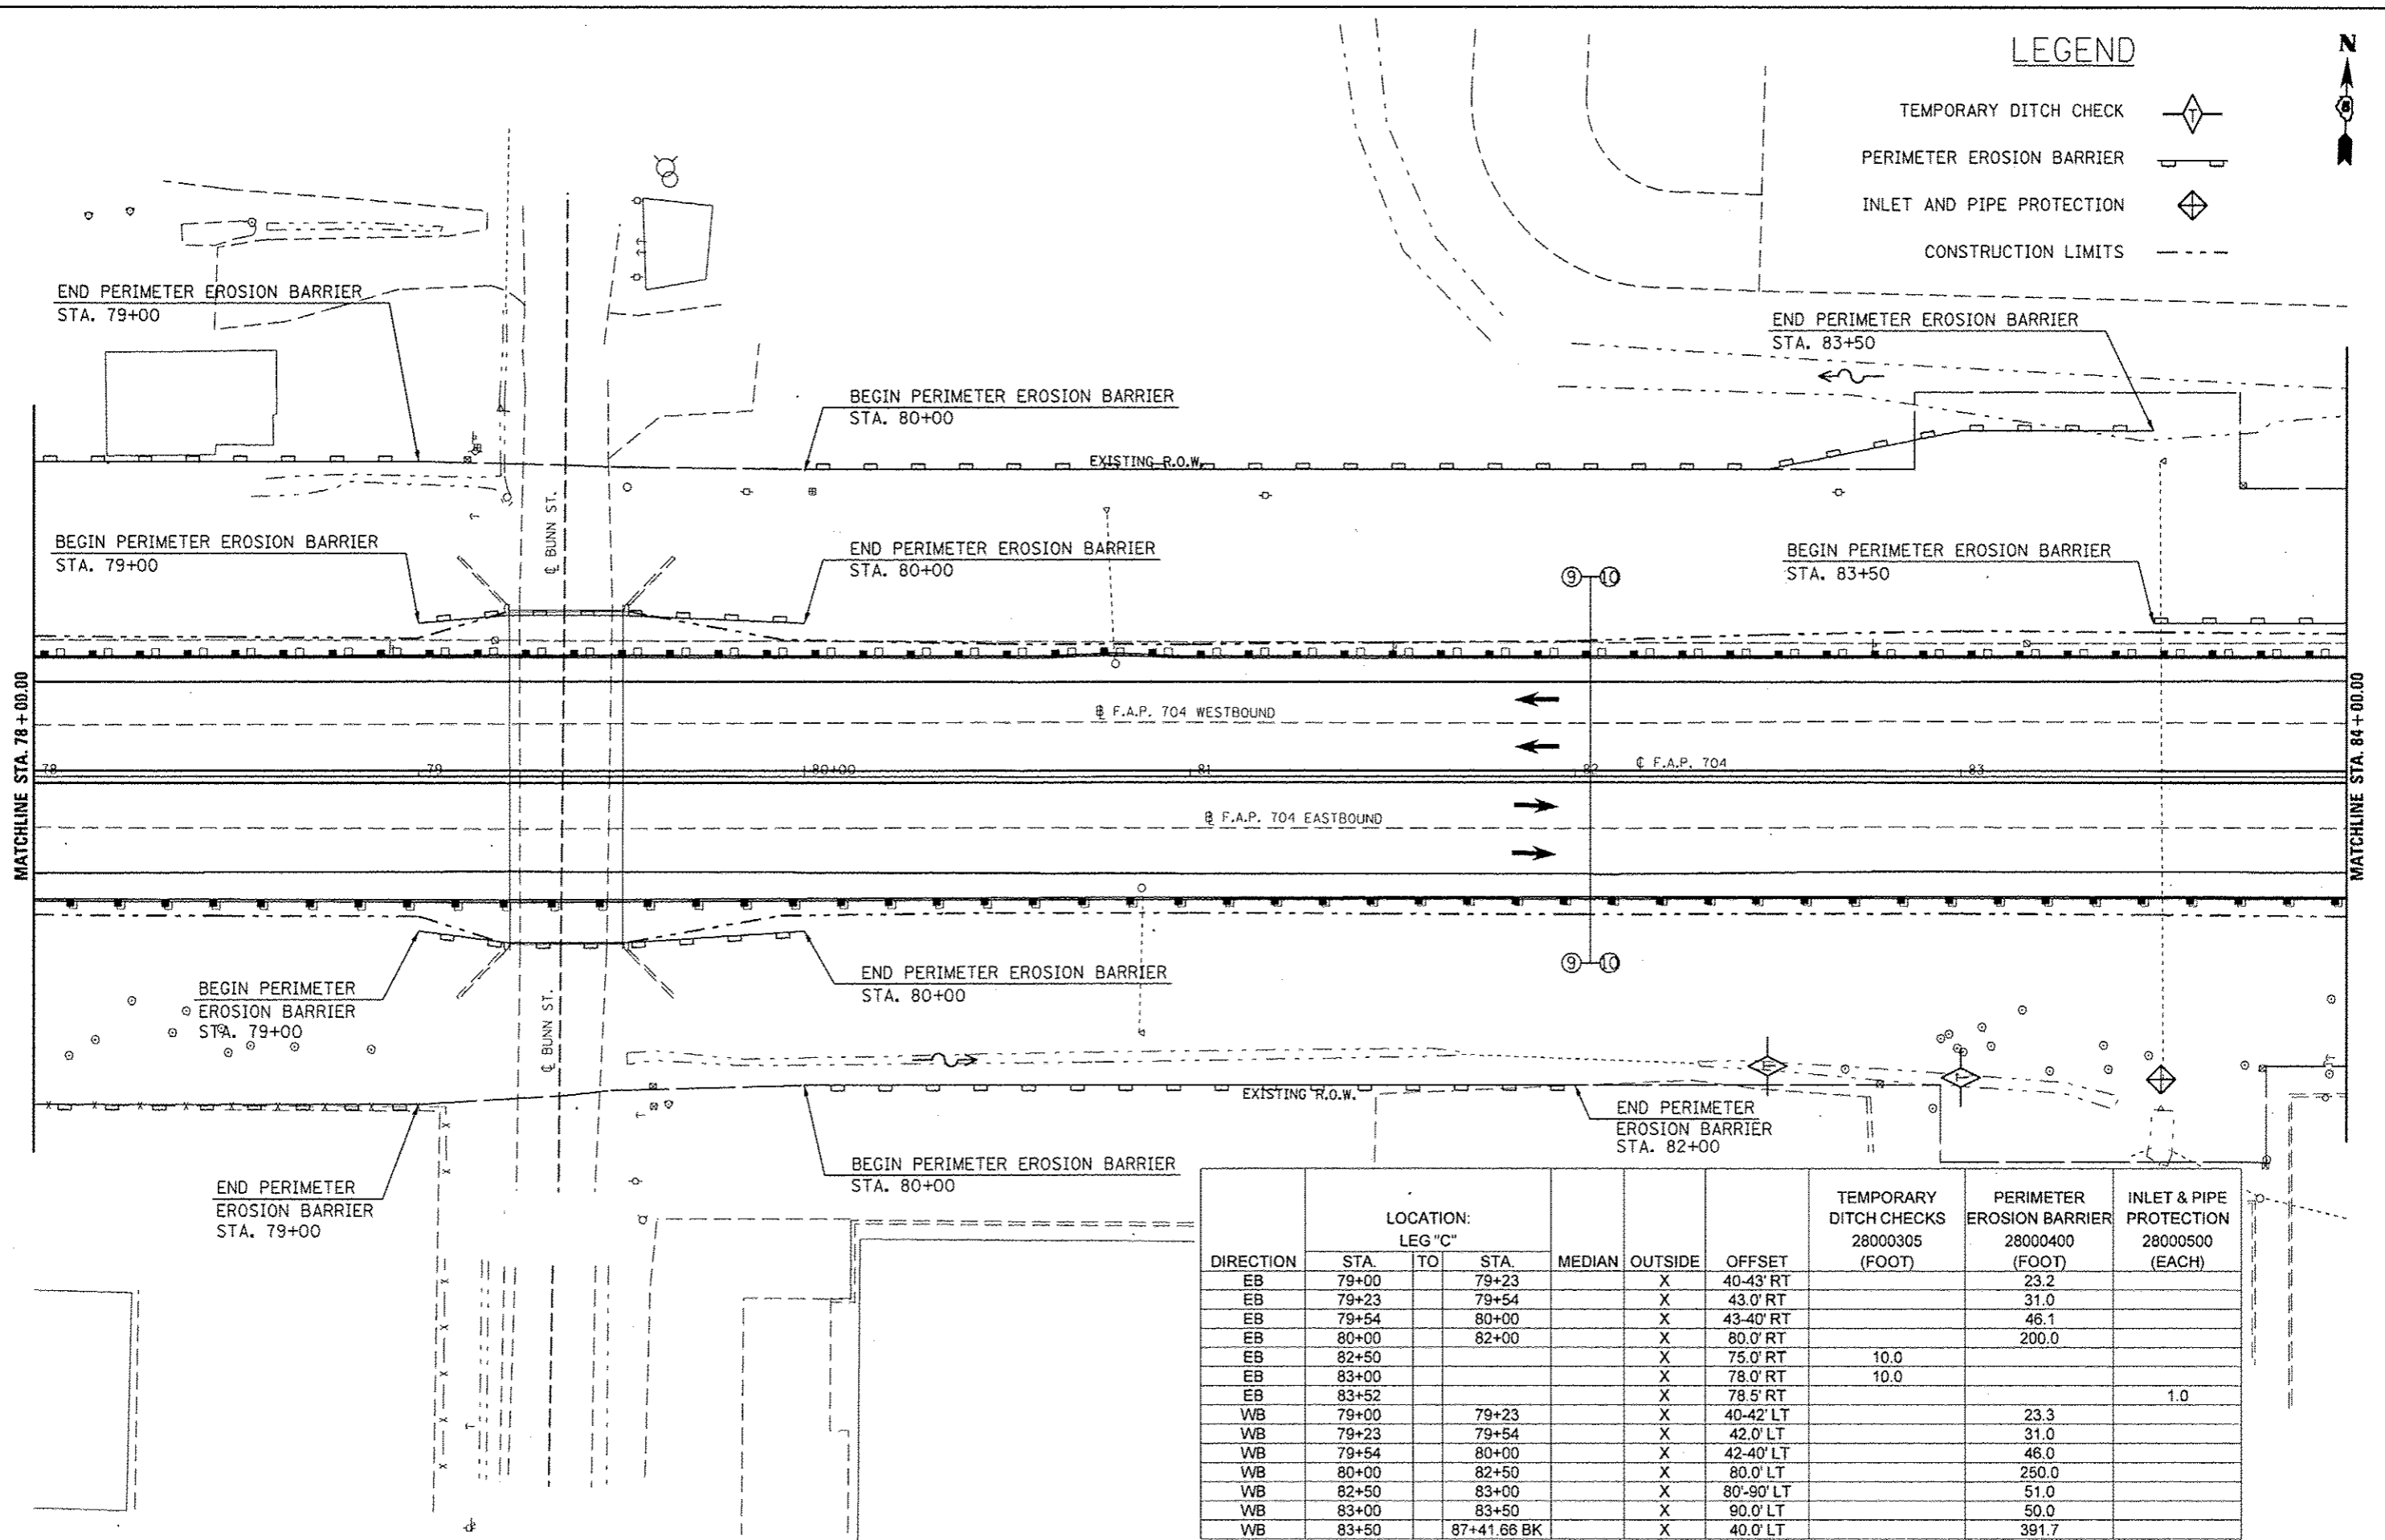 LEGEND
N
TEMPORARY DITCH CHECK
T
PERIMETER EROSION BARRIER
INLET AND PIPE PROTECTION
CONSTRUCTION LIMITS
END PERIMETER EROSION BARRIER
STA. 79+00
END PERIMETER EROSION BARRIER
STA. 83+50
BEGIN PERIMETER EROSION BARRIER
STA. 80+00
EXISTING R.O.W.
BEGIN PERIMETER EROSION BARRIER
STA. 79+00
℄ BUNN ST.
END PERIMETER EROSION BARRIER
STA. 80+00
BEGIN PERIMETER EROSION BARRIER
STA. 83+50
9 10
MATCHLINE STA. 78+00.00
MATCHLINE STA. 84+00.00
F.A.P. 704 WESTBOUND
78 79 80+00 81 82 ℄ F.A.P. 704 83
F.A.P. 704 EASTBOUND
9 10
BEGIN PERIMETER
EROSION BARRIER
STA. 79+00
END PERIMETER EROSION BARRIER
STA. 80+00
℄ BUNN ST.
EXISTING R.O.W.
END PERIMETER
EROSION BARRIER
STA. 82+00
BEGIN PERIMETER EROSION BARRIER
STA. 80+00
END PERIMETER
EROSION BARRIER
STA. 79+00
DIRECTION LOCATION: LEG "C" STA. TO STA. MEDIAN OUTSIDE OFFSET TEMPORARY DITCH CHECKS 28000305 (FOOT) PERIMETER EROSION BARRIER 28000400 (FOOT) INLET & PIPE PROTECTION 28000500 (EACH)
EB 79+00 79+23 X 40-43' RT 23.2
EB 79+23 79+54 X 43.0' RT 31.0
EB 79+54 80+00 X 43-40' RT 46.1
EB 80+00 82+00 X 80.0' RT 200.0
EB 82+50 X 75.0' RT 10.0
EB 83+00 X 78.0' RT 10.0
EB 83+52 X 78.5' RT 1.0
WB 79+00 79+23 X 40-42' LT 23.3
WB 79+23 79+54 X 42.0' LT 31.0
WB 79+54 80+00 X 42-40' LT 46.0
WB 80+00 82+50 X 80.0' LT 250.0
WB 82+50 83+00 X 80'-90' LT 51.0
WB 83+00 83+50 X 90.0' LT 50.0
WB 83+50 87+41.66 BK X 40.0' LT 391.7